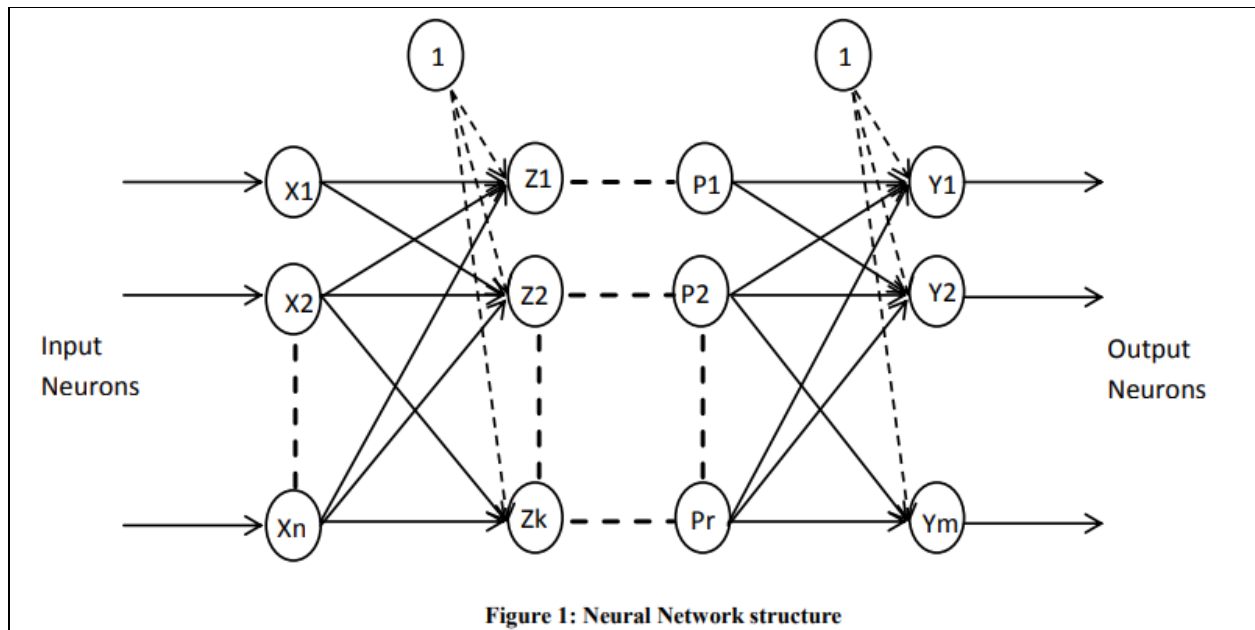 1 1
X1 Z1 P1 Y1
X2 Z2 P2 Y2
Input
Neurons
Output
Neurons
Xn Zk Pr Ym
Figure 1: Neural Network structure